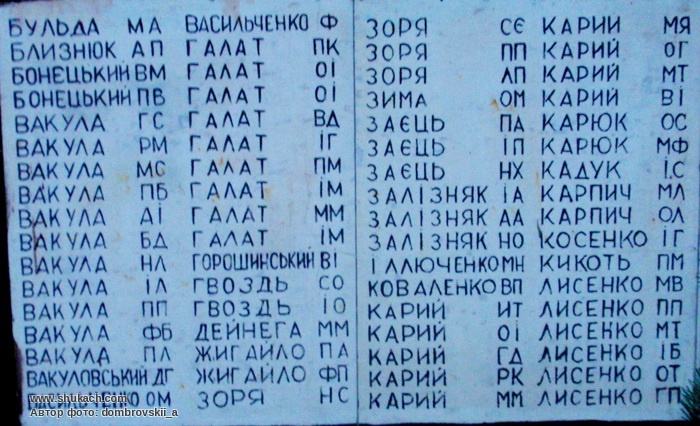 БУЛЬДА МА ВАСИЛЬЧЕНКО Ф ЗОРЯ СЄ КАРИЙ МЯ
БЛИЗНЮК АП ГАЛАТ ПК ЗОРЯ ПП КАРИЙ ОГ
БОНЕЦЬКИЙ ВМ ГАЛАТ ОІ ЗОРЯ ЛП КАРИЙ МТ
БОНЕЦЬКИЙ ПВ ГАЛАТ ОІ ЗИМА ОМ КАРИЙ ВІ
ВАКУЛА ГС ГАЛАТ ВД ЗАЄЦЬ ПА КАРЮК ОС
ВАКУЛА РМ ГАЛАТ ІГ ЗАЄЦЬ ІП КАРЮК МФ
ВАКУЛА МС ГАЛАТ ПМ ЗАЄЦЬ НХ КАДУК І.С
ВАКУЛА ПБ ГАЛАТ ІМ ЗАЛІЗНЯК ІА КАРПИЧ МЛ
ВАКУЛА АІ ГАЛАТ ММ ЗАЛІЗНЯК АА КАРПИЧ ОЛ
ВАКУЛА БД ГАЛАТ ІМ ЗАЛІЗНЯК НО КОСЕНКО ІГ
ВАКУЛА НЛ ГОРОШИНСЬКИЙ ВІ ІЛЛЮЧЕНКО МН КИКОТЬ ПМ
ВАКУЛА ІЛ ГВОЗДЬ СО КОВАЛЕНКО ВП ЛИСЕНКО МВ
ВАКУЛА ПП ГВОЗДЬ ІО КАРИЙ ИТ ЛИСЕНКО ПП
ВАКУЛА ФБ ДЕЙНЕГА ММ КАРИЙ ОІ ЛИСЕНКО МТ
ВАКУЛА ПЛ ЖИГАЙЛО ПА КАРИЙ ГД ЛИСЕНКО ІБ
ВАКУЛОВСЬКИЙ ДГ ЖИГАЙЛО ФП КАРИЙ РК ЛИСЕНКО ОТ
ВАСИЛЬЧЕНКО ОМ ЗОРЯ НС КАРИЙ ММ ЛИСЕНКО ГП
www.shukach.com
Автор фото: dombrovskii_a